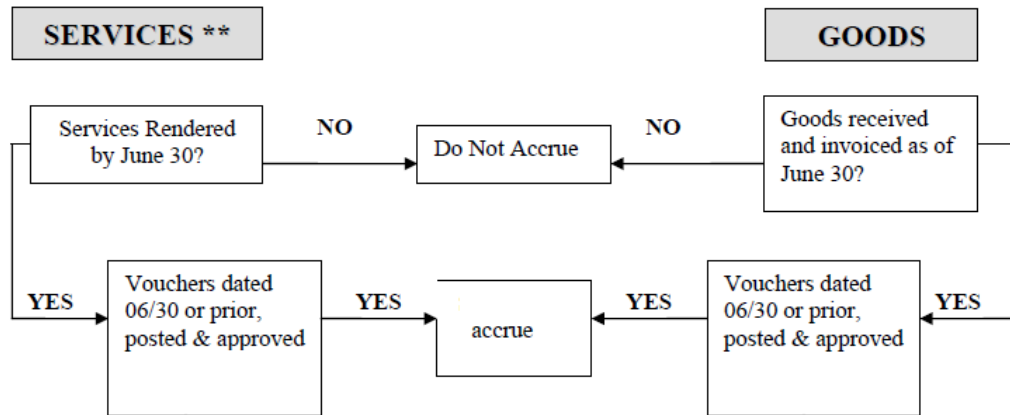 SERVICES **
GOODS
Services Rendered
by June 30?
NO
Do Not Accrue
NO
Goods received
and invoiced as of
June 30?
YES
Vouchers dated
06/30 or prior,
posted & approved
YES
accrue
YES
Vouchers dated
06/30 or prior,
posted & approved
YES